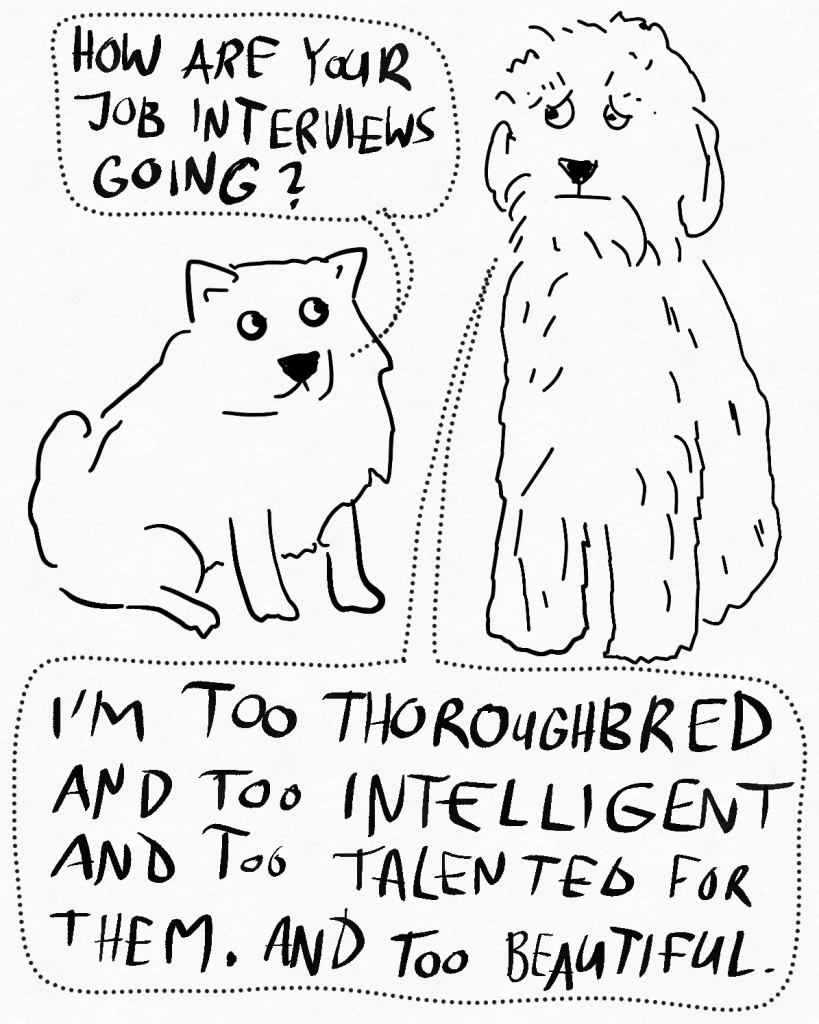 HOW ARE YOUR
JOB INTERVIEWS
GOING?
I'M TOO THOROUGHBRED
AND TOO INTELLIGENT
AND TOO TALENTED FOR
THEM. AND TOO BEAUTIFUL.